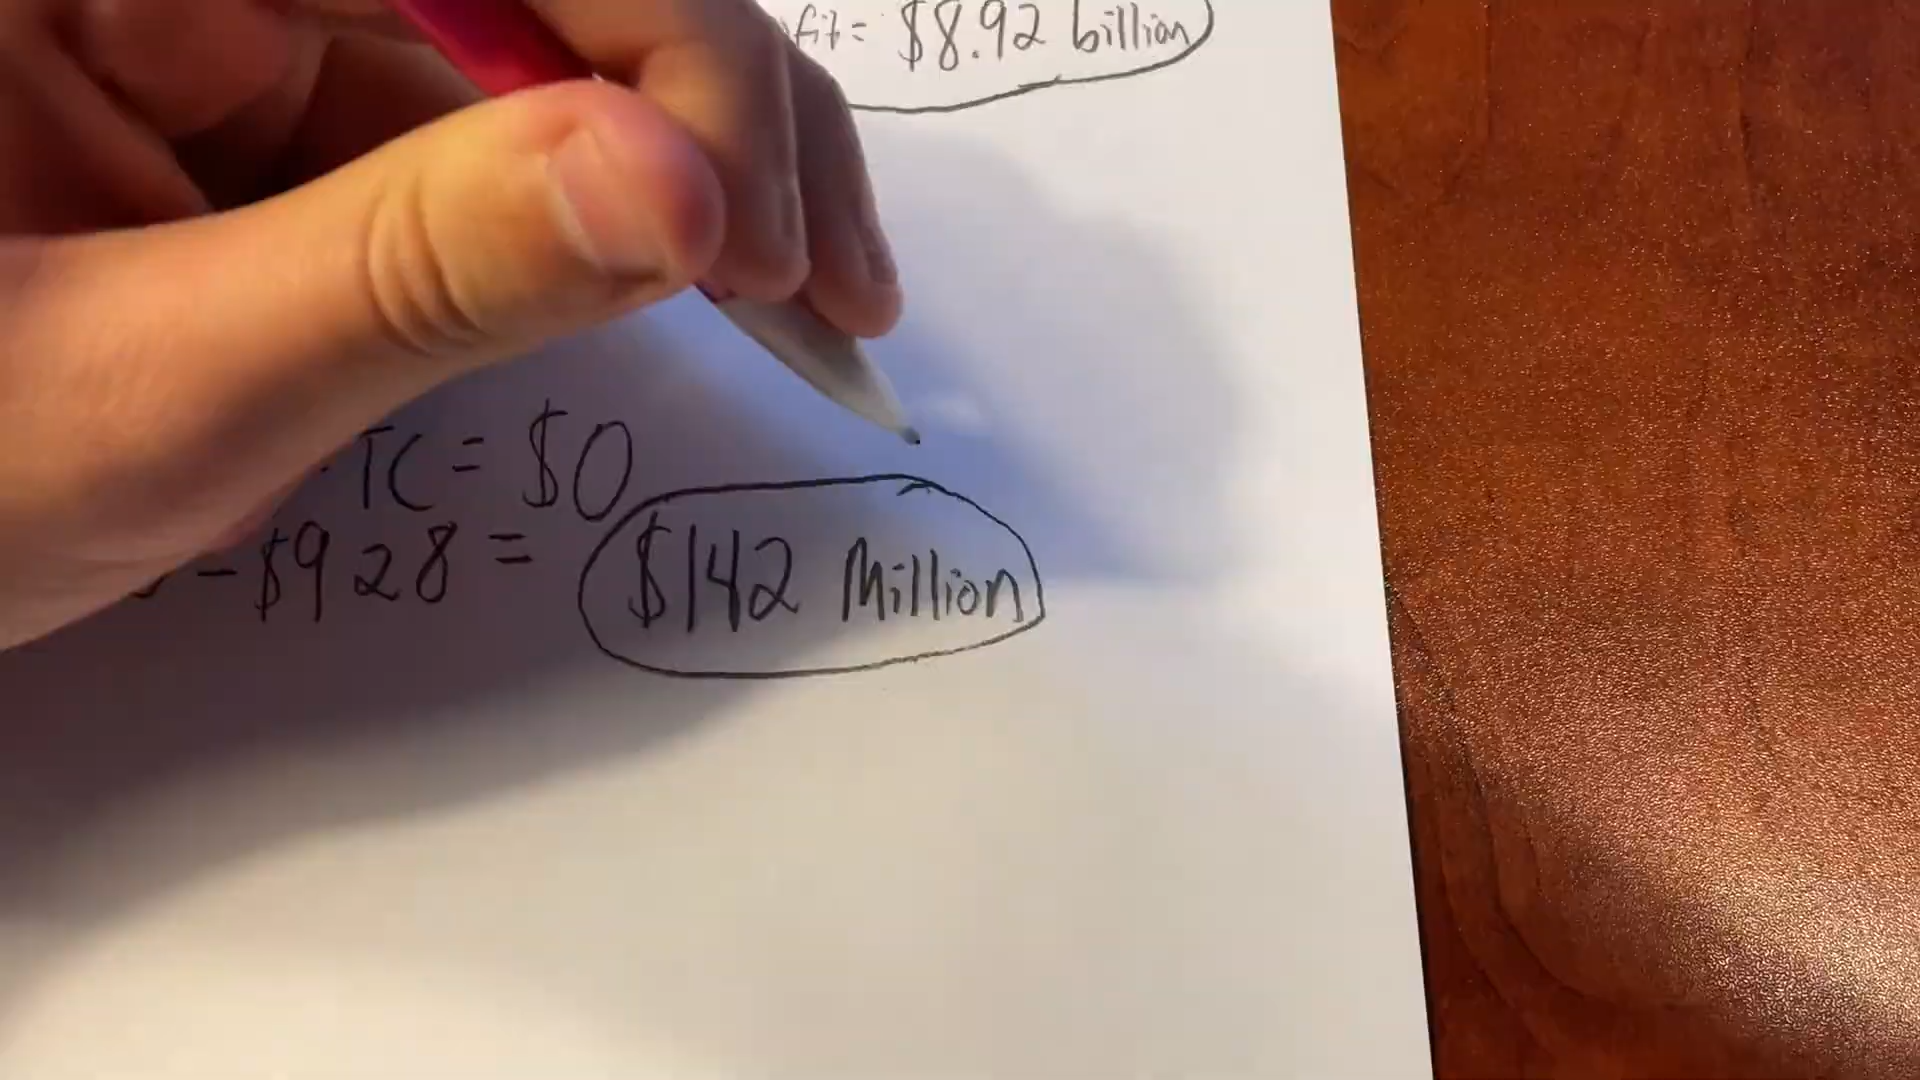 fit= $8.92 billion
TC = $0
-$928 = $142 Million